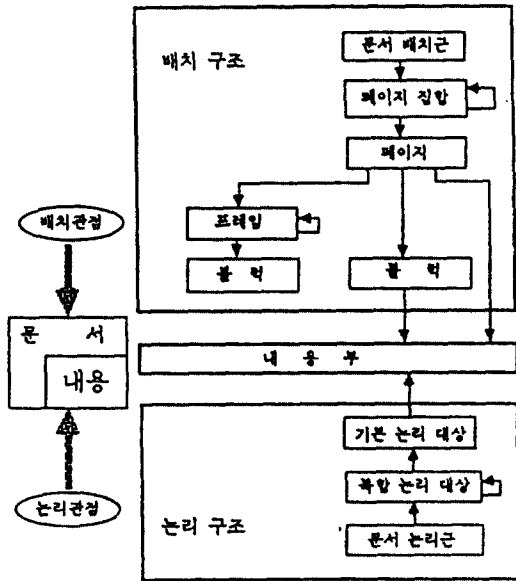 배치 구조
문서 배치근
페이지 집합
페이지
프레임
블 럭
블 럭
배치관점
문 서
내용
논리관점
내 용 부
기본 논리 대상
복합 논리 대상
문서 논리근
논리 구조